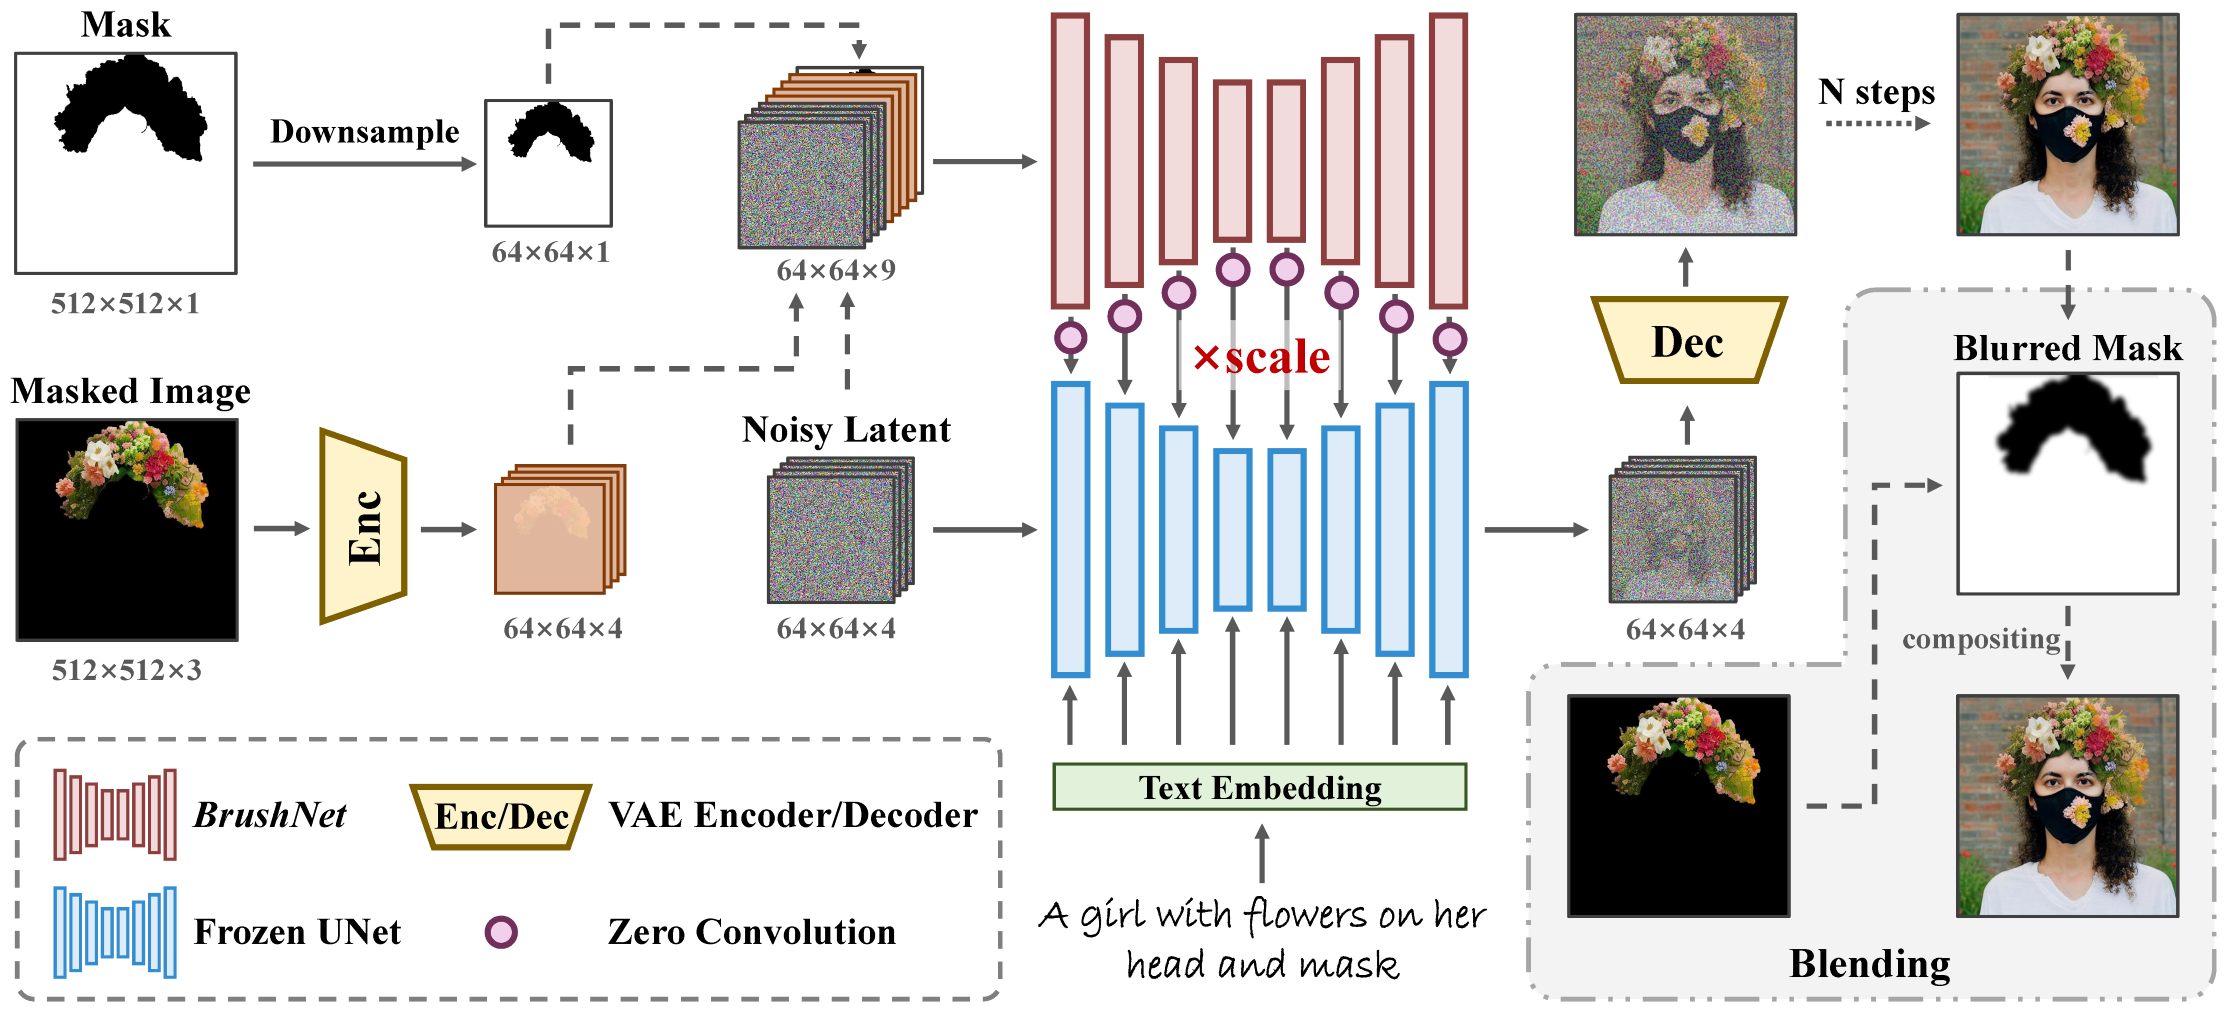 Mask
512×512×1
Downsample
64×64×1
64×64×9
Masked Image
512×512×3
Enc
64×64×4
Noisy Latent
64×64×4
×scale
Text Embedding
A girl with flowers on her
head and mask
64×64×4
Dec
N steps
Blurred Mask
compositing
Blending
BrushNet
Enc/Dec
VAE Encoder/Decoder
Frozen UNet
Zero Convolution